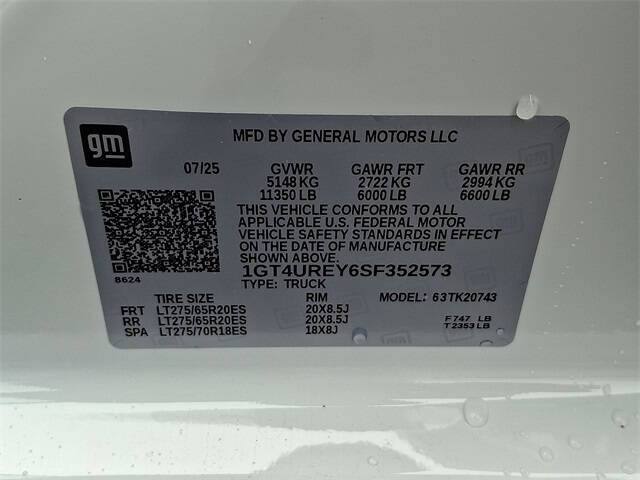 gm
MFD BY GENERAL MOTORS LLC
07/25 GVWR GAWR FRT GAWR RR
5148 KG 2722 KG 2994 KG
11350 LB 6000 LB 6600 LB
THIS VEHICLE CONFORMS TO ALL
APPLICABLE U.S. FEDERAL MOTOR
VEHICLE SAFETY STANDARDS IN EFFECT
ON THE DATE OF MANUFACTURE
SHOWN ABOVE.
1GT4UREY6SF352573
8624
TYPE: TRUCK
TIRE SIZE RIM MODEL: 63TK20743
FRT LT275/65R20ES 20X8.5J
RR LT275/65R20ES 20X8.5J F 747 LB
SPA LT275/70R18ES 18X8J T 2353 LB